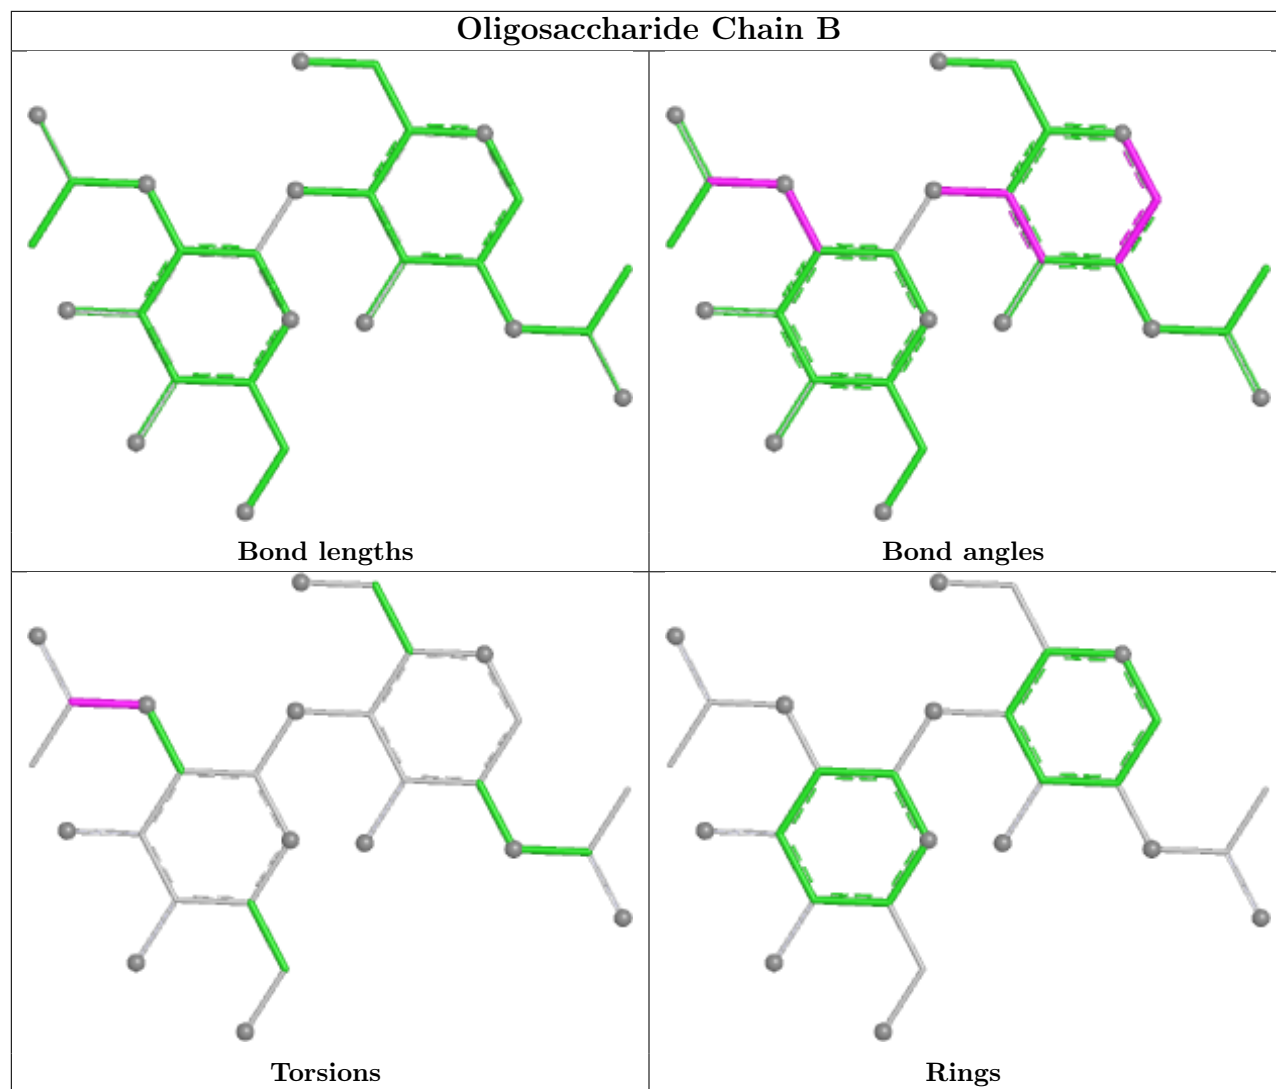 Oligosaccharide Chain B
Bond lengths
Bond angles
Torsions
Rings